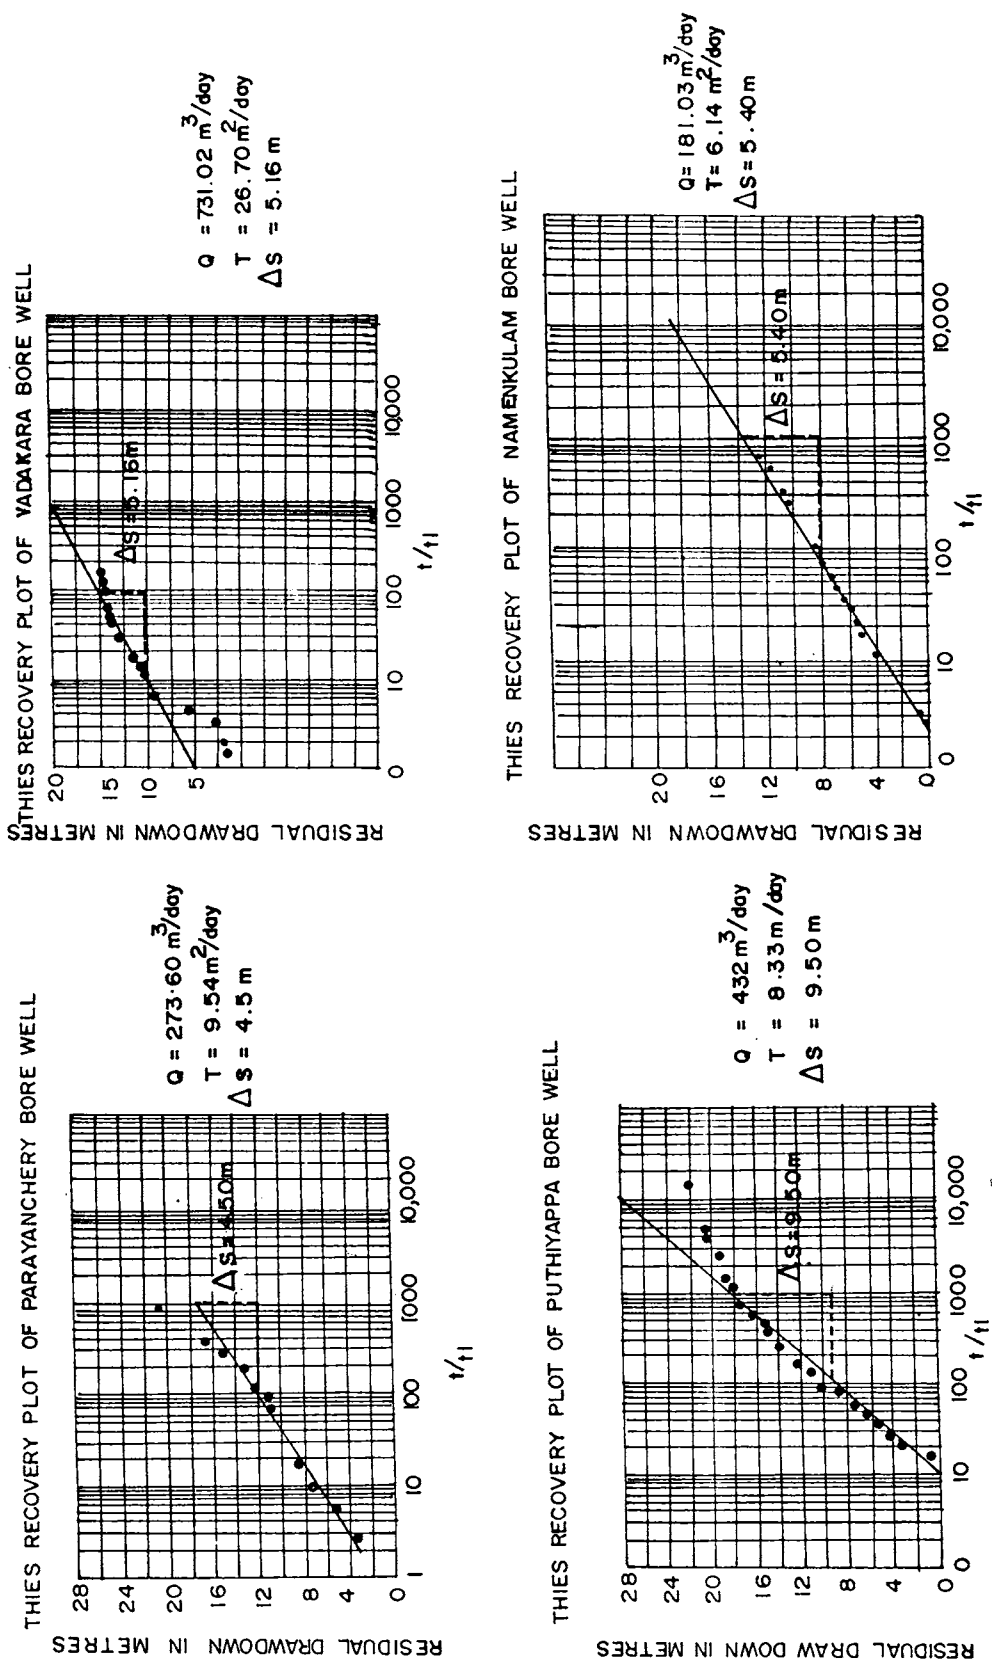 THIES RECOVERY PLOT OF PARAYANCHERY BORE WELL
RESIDUAL DRAWDOWN IN METRES
28
24
20
16
12
8
4
0
1
10
100
1000
10,000
t/t1
ΔS=4.50m
Q = 273.60 m³/day
T = 9.54m²/day
ΔS = 4.5 m
THIES RECOVERY PLOT OF VADAKARA BORE WELL
RESIDUAL DRAWDOWN IN METRES
20
15
10
5
0
10
100
1000
10,000
t/t1
ΔS=5.16m
Q = 731.02 m³/day
T = 26.70m²/day
ΔS = 5.16 m
THIES RECOVERY PLOT OF PUTHIYAPPA BORE WELL
RESIDUAL DRAW DOWN IN METRES
28
24
20
16
12
8
4
0
0
10
100
1000
10,000
t/t1
ΔS=9.50m
Q = 432 m³/day
T = 8.33 m/day
ΔS = 9.50 m
THIES RECOVERY PLOT OF NAMENKULAM BORE WELL
RESIDUAL DRAWDOWN IN METRES
20
16
12
8
4
0
0
10
100
1000
10,000
t/t1
ΔS=5.40m
Q=181.03m³/day
T= 6.14 m²/day
ΔS=5.40m